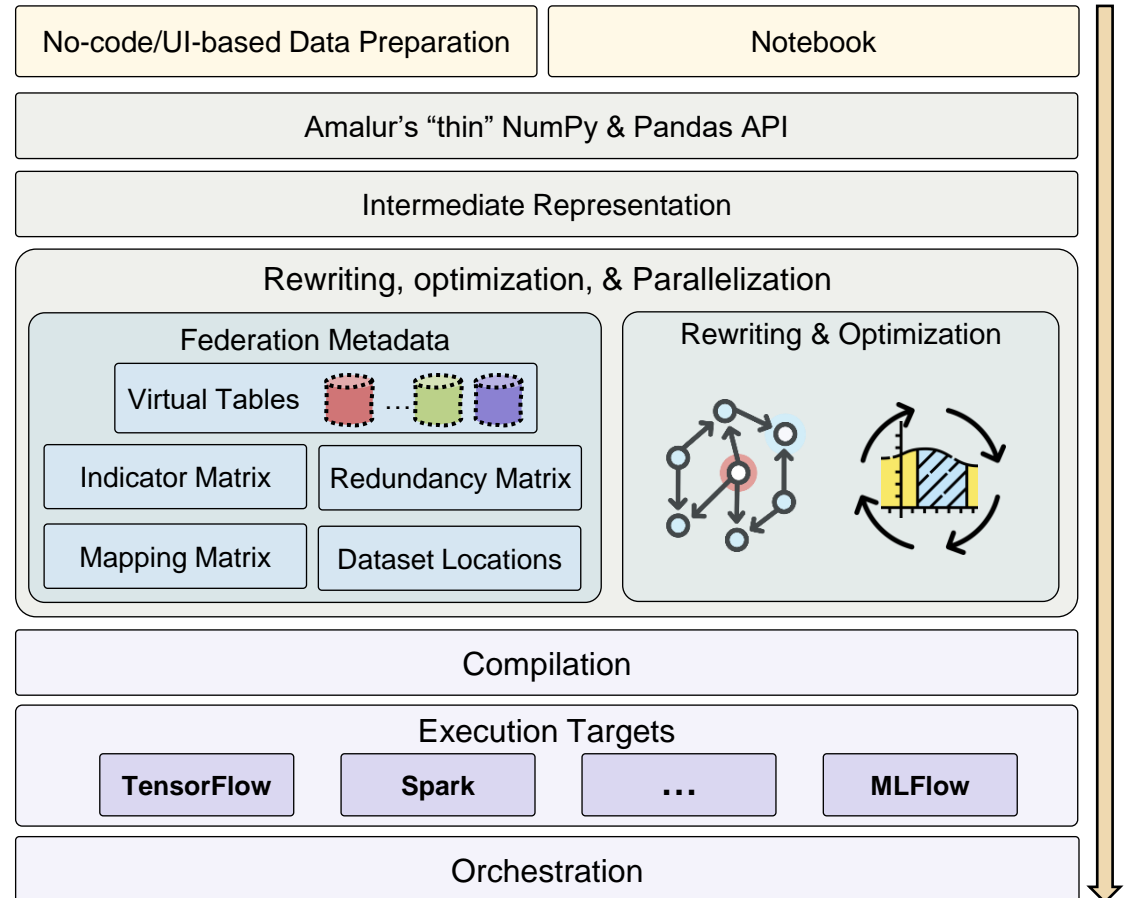 No-code/UI-based Data Preparation
Notebook
Amalur's “thin” NumPy & Pandas API
Intermediate Representation
Rewriting, optimization, & Parallelization
Federation Metadata
Virtual Tables
...
Indicator Matrix
Redundancy Matrix
Mapping Matrix
Dataset Locations
Rewriting & Optimization
Compilation
Execution Targets
TensorFlow
Spark
...
MLFlow
Orchestration